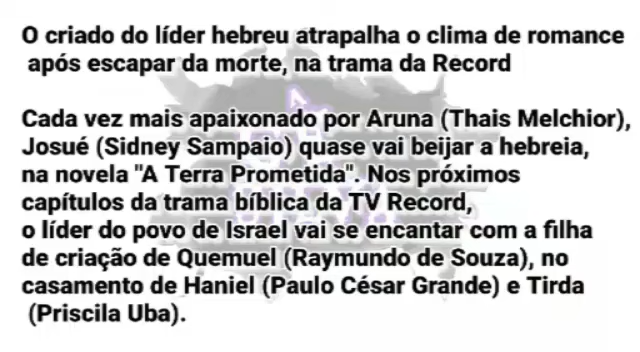 O criado do líder hebreu atrapalha o clima de romance
após escapar da morte, na trama da Record
Cada vez mais apaixonado por Aruna (Thais Melchior),
Josué (Sidney Sampaio) quase vai beijar a hebreia,
na novela "A Terra Prometida". Nos próximos
capítulos da trama bíblica da TV Record,
o líder do povo de Israel vai se encantar com a filha
de criação de Quemuel (Raymundo de Souza), no
casamento de Haniel (Paulo César Grande) e Tirda
(Priscila Uba).